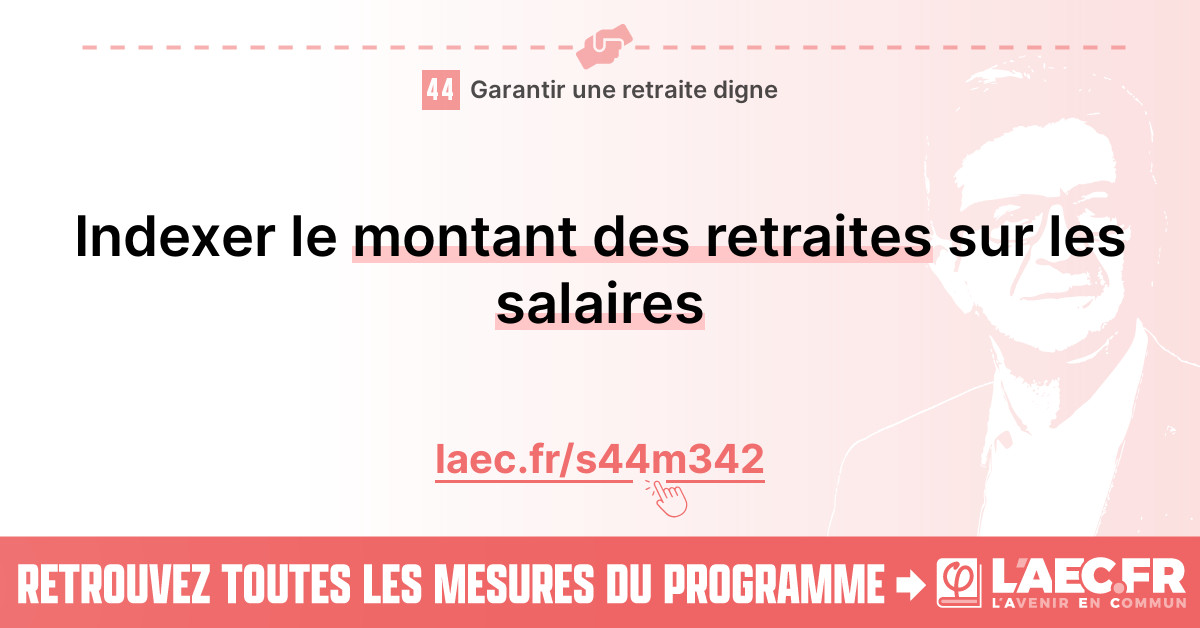 44 Garantir une retraite digne
Indexer le montant des retraites sur les
salaires
laec.fr/s44m342
RETROUVEZ TOUTES LES MESURES DU PROGRAMME
φ L'AEC.FR
L'AVENIR EN COMMUN